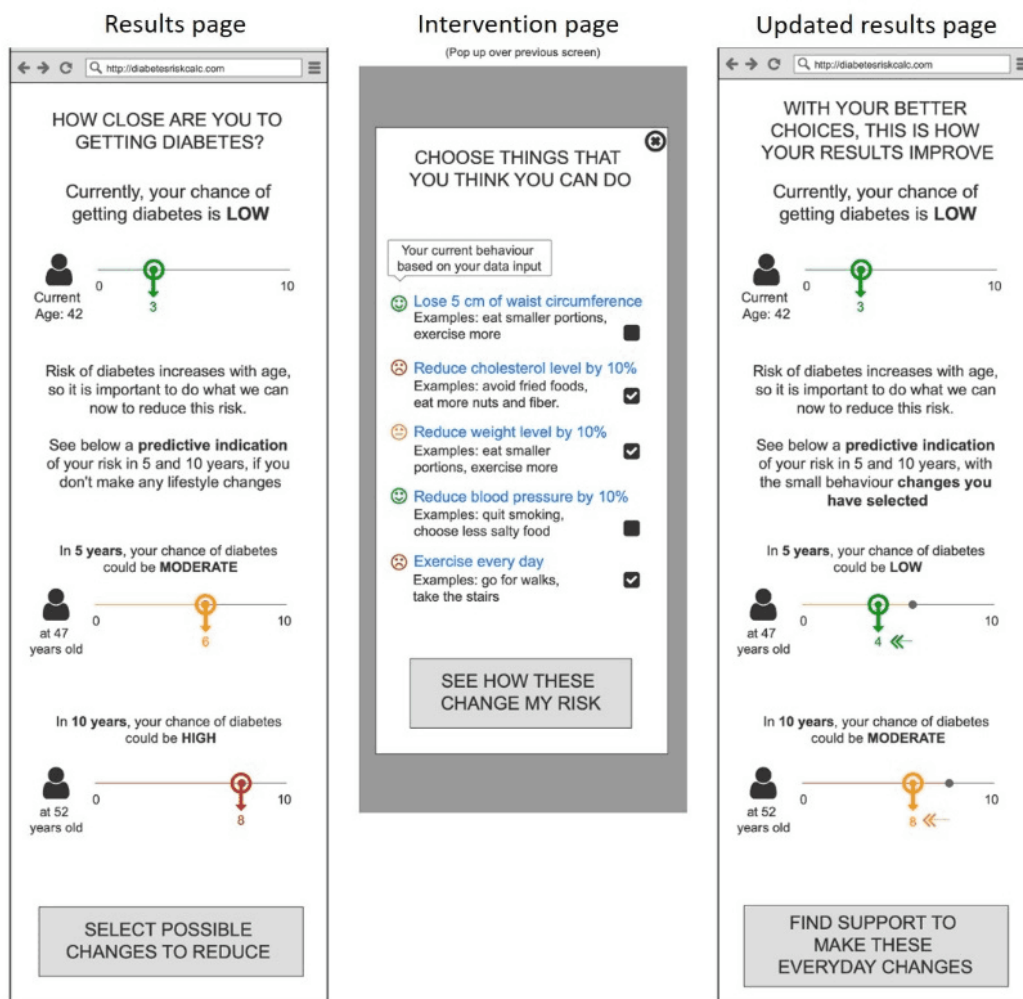 Results page
http://diabetesriskcalc.com
HOW CLOSE ARE YOU TO
GETTING DIABETES?
Currently, your chance of
getting diabetes is LOW
Current
Age: 42
0
10
3
Risk of diabetes increases with age,
so it is important to do what we can
now to reduce this risk.
See below a predictive indication
of your risk in 5 and 10 years, if you
don't make any lifestyle changes
In 5 years, your chance of diabetes
could be MODERATE
at 47
years old
0
10
6
In 10 years, your chance of diabetes
could be HIGH
at 52
years old
0
10
8
SELECT POSSIBLE
CHANGES TO REDUCE
Intervention page
(Pop up over previous screen)
CHOOSE THINGS THAT
YOU THINK YOU CAN DO
Your current behaviour
based on your data input
Lose 5 cm of waist circumference
Examples: eat smaller portions,
exercise more
Reduce cholesterol level by 10%
Examples: avoid fried foods,
eat more nuts and fiber.
Reduce weight level by 10%
Examples: eat smaller
portions, exercise more
Reduce blood pressure by 10%
Examples: quit smoking,
choose less salty food
Exercise every day
Examples: go for walks,
take the stairs
SEE HOW THESE
CHANGE MY RISK
Updated results page
http://diabetesriskcalc.com
WITH YOUR BETTER
CHOICES, THIS IS HOW
YOUR RESULTS IMPROVE
Currently, your chance of
getting diabetes is LOW
Current
Age: 42
0
10
3
Risk of diabetes increases with age,
so it is important to do what we can
now to reduce this risk.
See below a predictive indication
of your risk in 5 and 10 years, with
the small behaviour changes you
have selected
In 5 years, your chance of diabetes
could be LOW
at 47
years old
0
10
4
In 10 years, your chance of diabetes
could be MODERATE
at 52
years old
0
10
8
FIND SUPPORT TO
MAKE THESE
EVERYDAY CHANGES